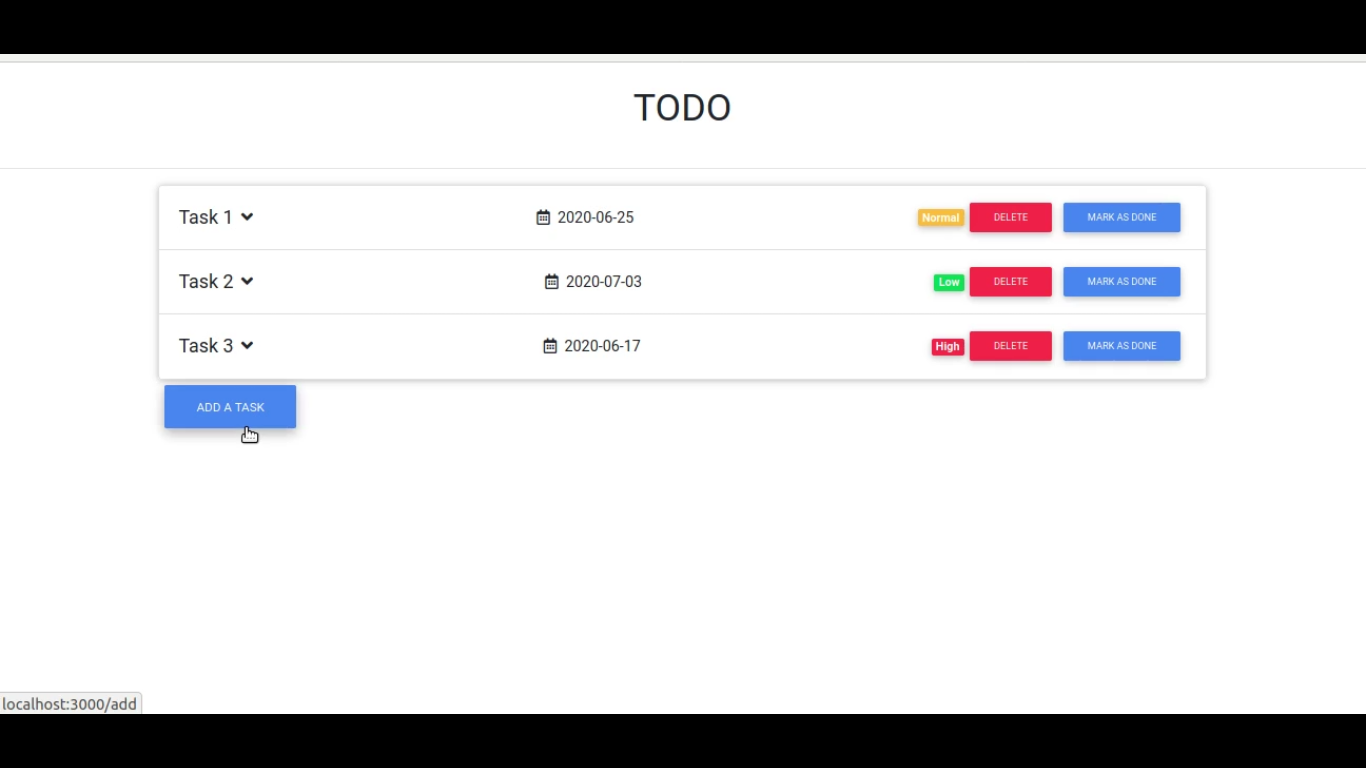 TODO
Task 1 2020-06-25 Normal DELETE MARK AS DONE
Task 2 2020-07-03 Low DELETE MARK AS DONE
Task 3 2020-06-17 High DELETE MARK AS DONE
ADD A TASK
localhost:3000/add